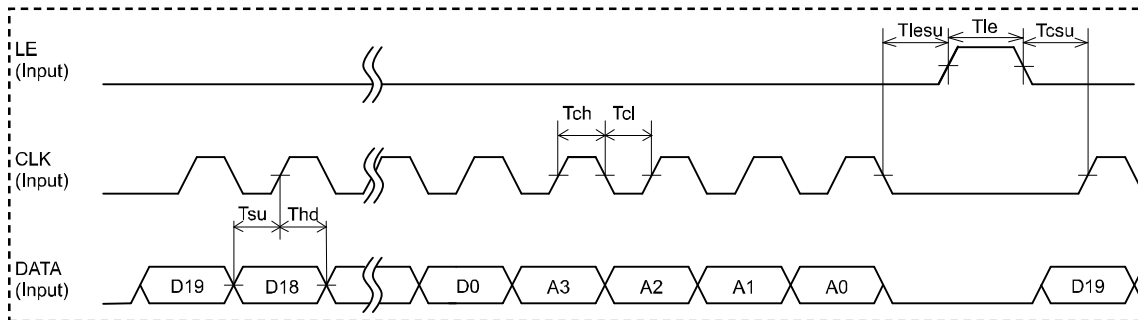 LE
(Input)
Tlesu
Tle
Tcsu
CLK
(Input)
Tch
Tcl
Tsu
Thd
DATA
(Input)
D19
D18
D0
A3
A2
A1
A0
D19